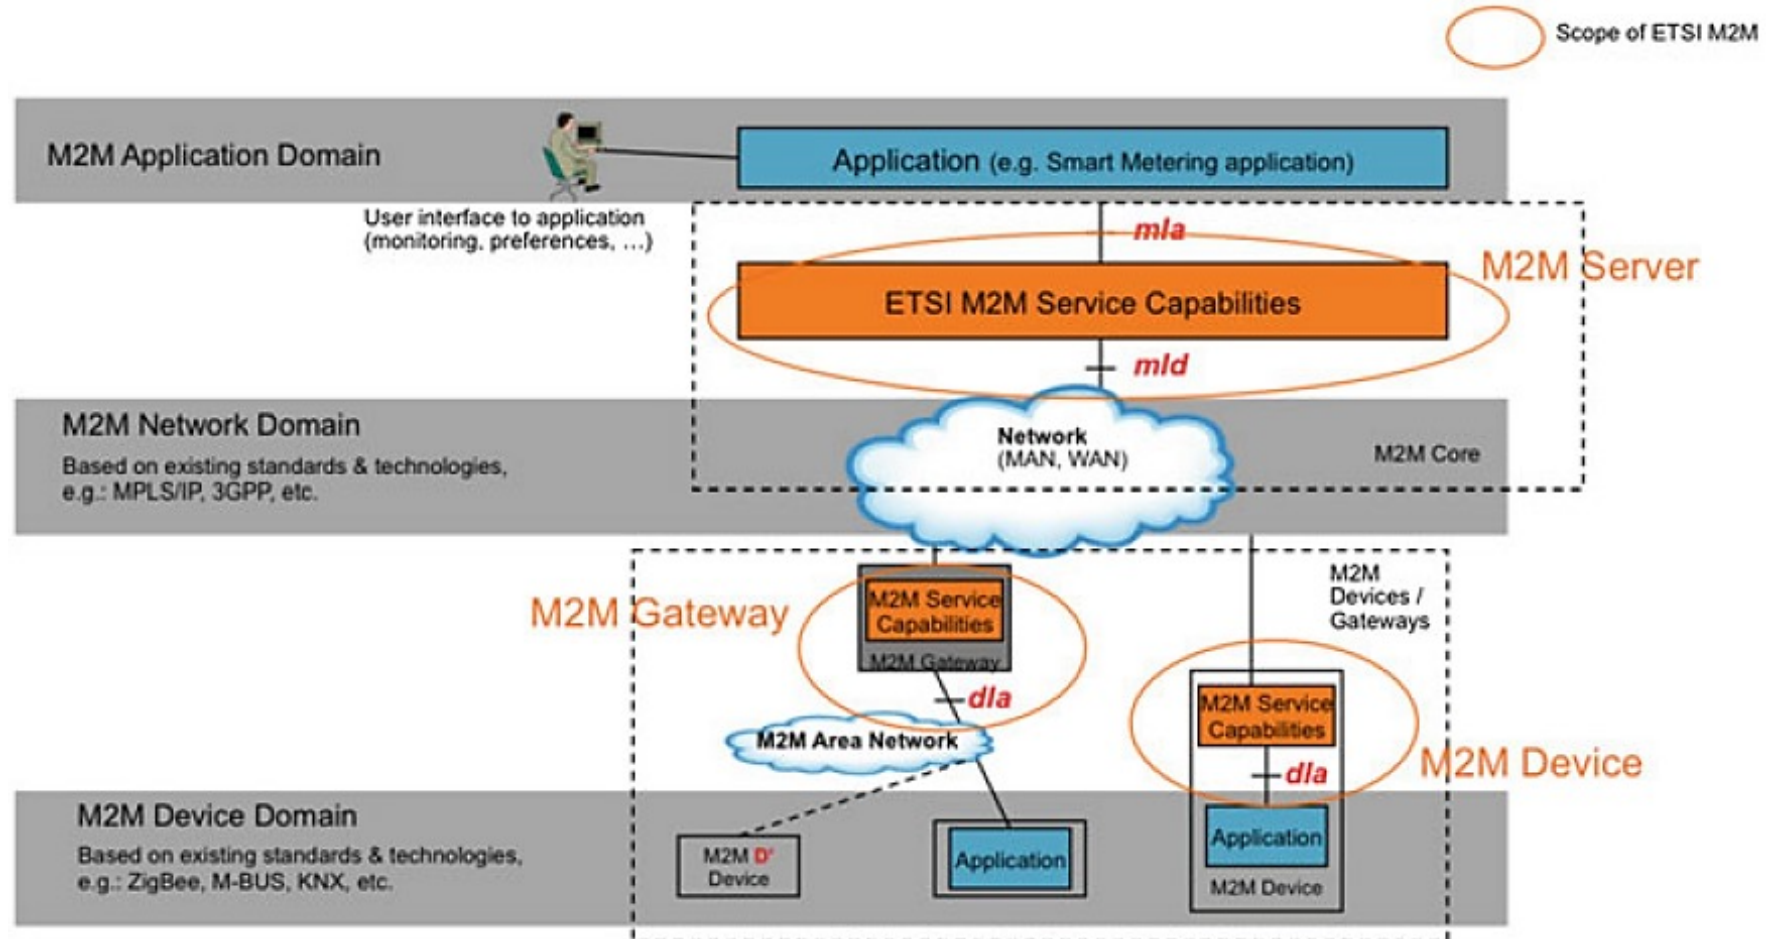 Scope of ETSI M2M
M2M Application Domain
Application (e.g. Smart Metering application)
User interface to application
(monitoring, preferences, ...)
mIa
M2M Server
ETSI M2M Service Capabilities
mId
M2M Network Domain
Based on existing standards & technologies,
e.g.: MPLS/IP, 3GPP, etc.
Network
(MAN, WAN)
M2M Core
M2M Gateway
M2M Service
Capabilities
M2M Gateway
dIa
M2M Area Network
M2M
Devices /
Gateways
M2M Service
Capabilities
dIa
M2M Device
M2M Device Domain
Based on existing standards & technologies,
e.g.: ZigBee, M-BUS, KNX, etc.
M2M D'
Device
Application
Application
M2M Device